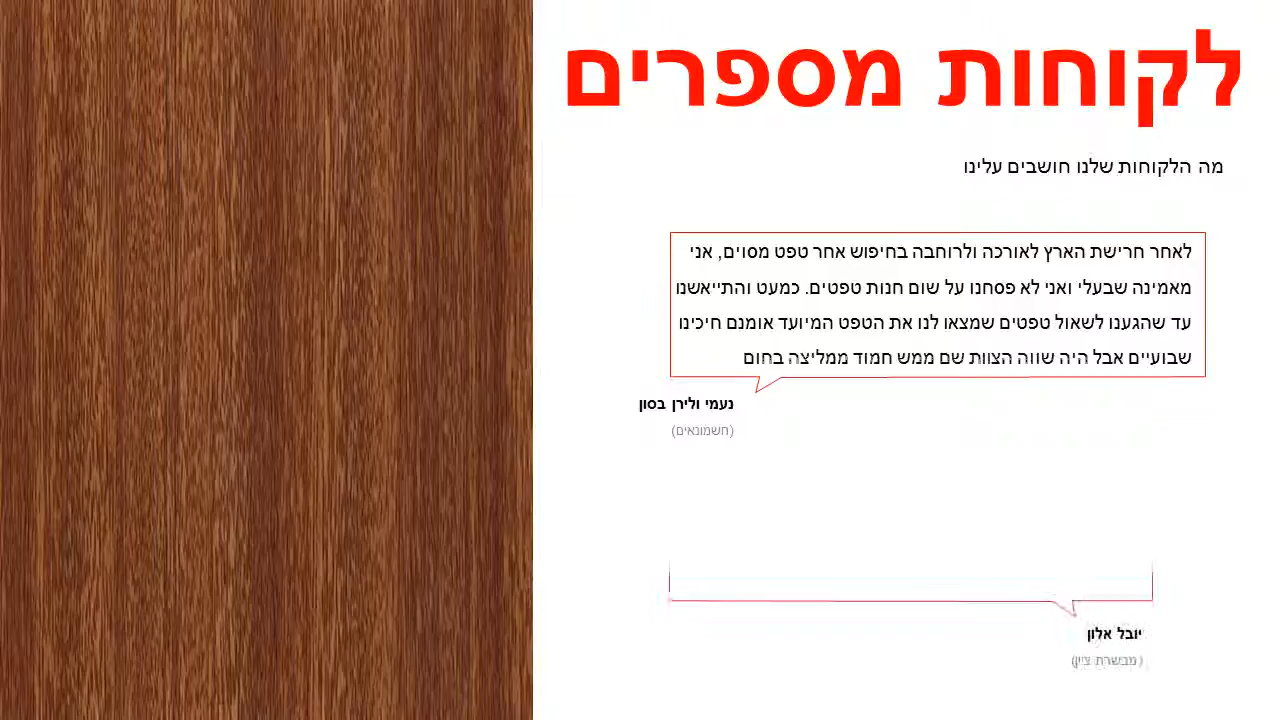 לקוחות מספרים
מה הלקוחות שלנו חושבים עלינו
לאחר חרישת הארץ לאורכה ולרוחבה בחיפוש אחר טפט מסוים, אני
מאמינה שבעלי ואני לא פסחנו על שום חנות טפטים. כמעט והתייאשנו
עד שהגענו לשאול טפטים שמצאו לנו את הטפט המיועד אומנם חיכינו
שבועיים אבל היה שווה הצוות שם ממש חמוד ממליצה בחום
נעמי ולירן בסון
(חשמונאים)
יובל אלון
(מבשרת ציון)